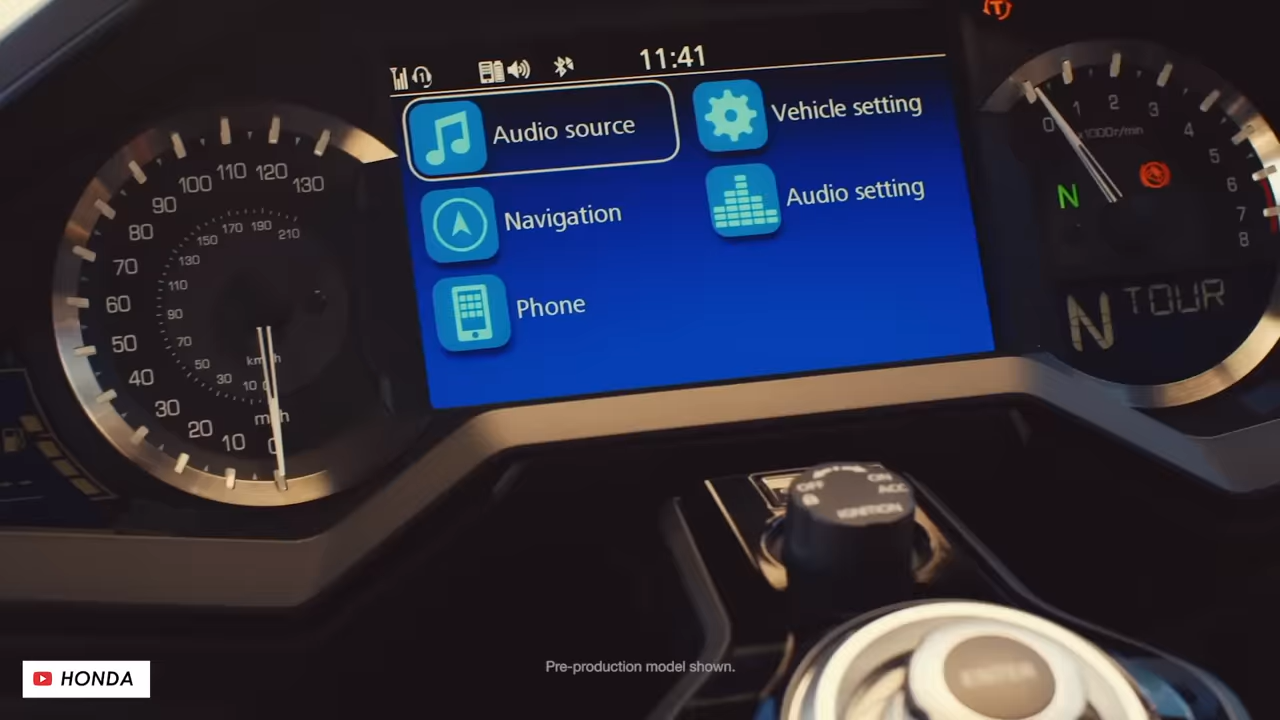 11:41
Audio source
Vehicle setting
Navigation
Audio setting
Phone
130
120
110
100
90
80
70
60
50
40
30
20
10
0
210
190
170
150
130
110
90
70
50
30
10
0
km/h
mph
0
1
2
3
4
5
6
7
8
x1000r/min
N
N TOUR
OFF
ON
ACC
IGNITION
ENTER
Pre-production model shown.
HONDA